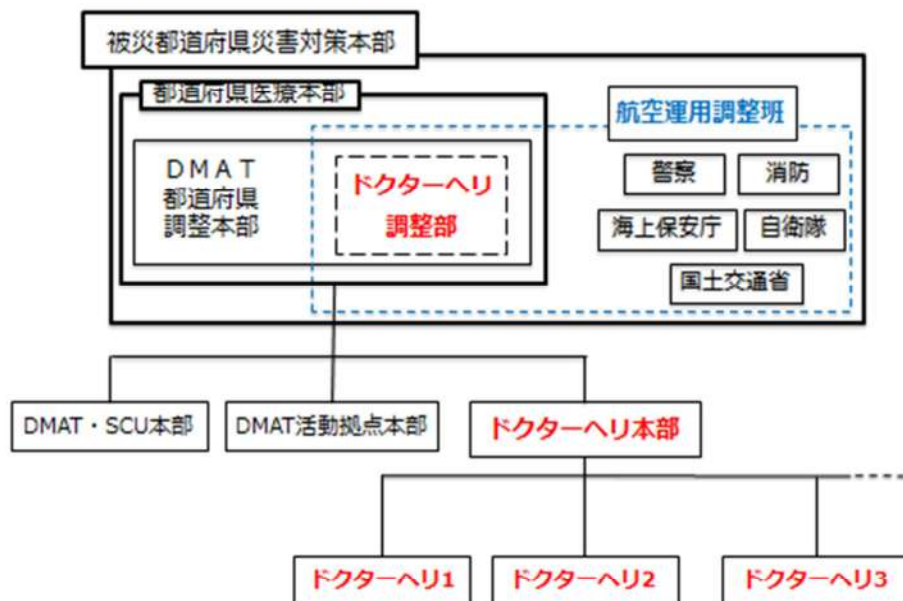 被災都道府県災害対策本部
都道府県医療本部
航空運用調整班
DMAT
都道府県
調整本部
ドクターヘリ
調整部
警察
消防
海上保安庁
自衛隊
国土交通省
DMAT・SCU本部
DMAT活動拠点本部
ドクターヘリ本部
ドクターヘリ1
ドクターヘリ2
ドクターヘリ3